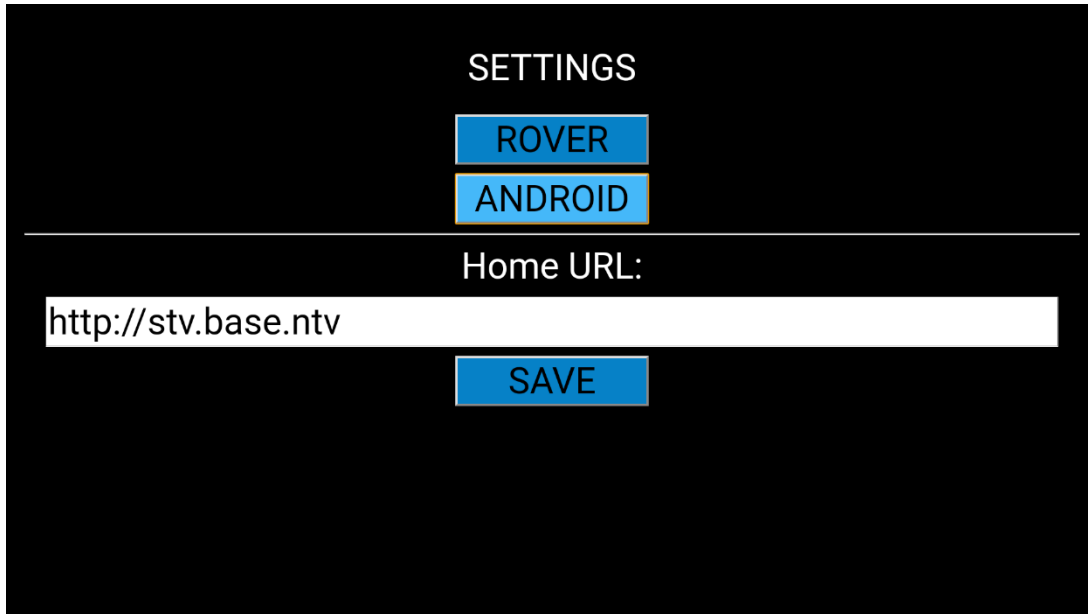 SETTINGS
ROVER
ANDROID
Home URL:
http://stv.base.ntv
SAVE